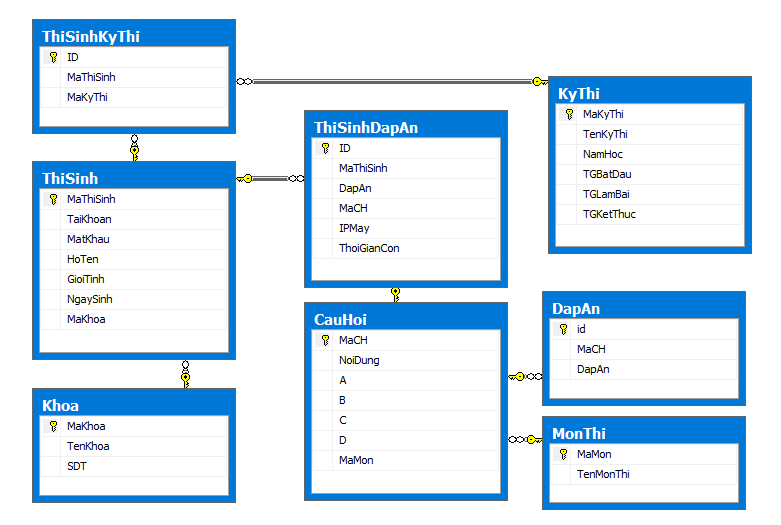 ThiSinhKyThi
ID
MaThiSinh
MaKyThi
KyThi
MaKyThi
TenKyThi
NamHoc
TGBatDau
TGLamBai
TGKetThuc
ThiSinhDapAn
ID
MaThiSinh
DapAn
MaCH
IPMay
ThoiGianCon
ThiSinh
MaThiSinh
TaiKhoan
MatKhau
HoTen
GioiTinh
NgaySinh
MaKhoa
CauHoi
MaCH
NoiDung
A
B
C
D
MaMon
DapAn
id
MaCH
DapAn
Khoa
MaKhoa
TenKhoa
SDT
MonThi
MaMon
TenMonThi